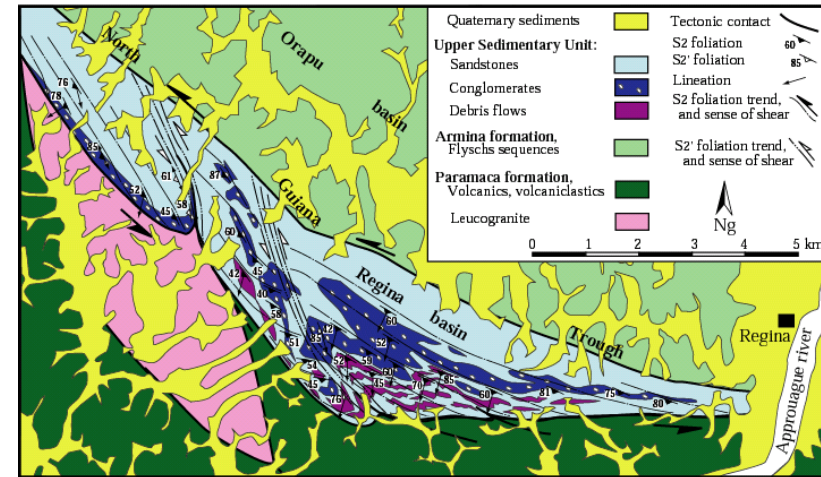 Quaternary sediments
Upper Sedimentary Unit:
Sandstones
Conglomerates
Debris flows
Armina formation,
Flyschs sequences
Paramaca formation,
Volcanics, volcaniclastics
Leucogranite
Tectonic contact
S2 foliation
60
S2' foliation
85
Lineation
S2 foliation trend,
and sense of shear
S2' foliation trend,
and sense of shear
Ng
0 1 2 3 4 5 km
North
Orapu
basin
Guiana
Regina
basin
Trough
Regina
Approuague river
76
78
85
52
45
58
61
87
60
42
45
40
58
51
54
45
76
42
85
52
59
60
45
60
52
70
85
60
81
75
80